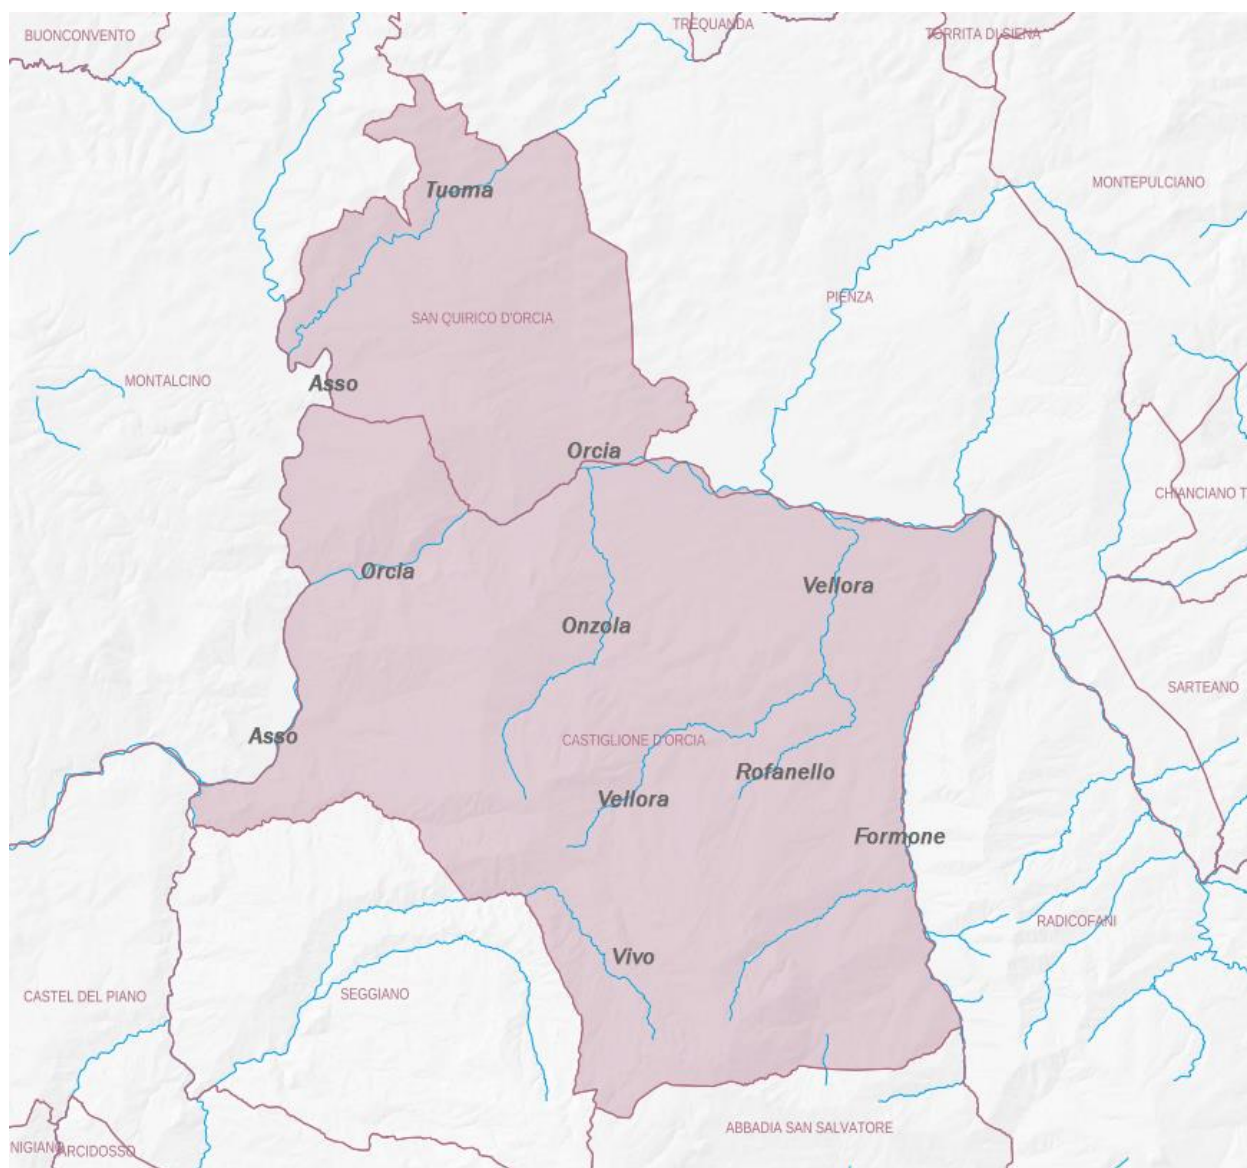 TREQUANDA
BUONCONVENTO
TORRITA DI SIENA
MONTEPULCIANO
Tuoma
PIENZA
SAN QUIRICO D'ORCIA
MONTALCINO
Asso
Orcia
CHIANCIANO T
Orcia
Vellora
Onzola
SARTEANO
Asso
CASTIGLIONE D'ORCIA
Rofanello
Vellora
Formone
RADICOFANI
Vivo
SEGGIANO
CASTEL DEL PIANO
ABBADIA SAN SALVATORE
NIGIANO
ARCIDOSSO